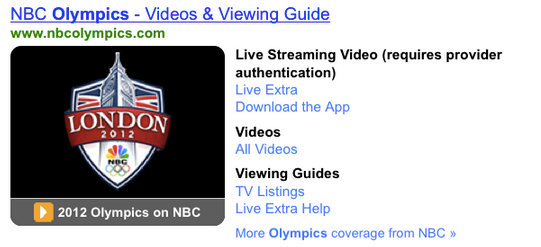 NBC Olympics - Videos & Viewing Guide
www.nbcolympics.com
LONDON
2012
NBC
2012 Olympics on NBC
Live Streaming Video (requires provider
authentication)
Live Extra
Download the App
Videos
All Videos
Viewing Guides
TV Listings
Live Extra Help
More Olympics coverage from NBC »